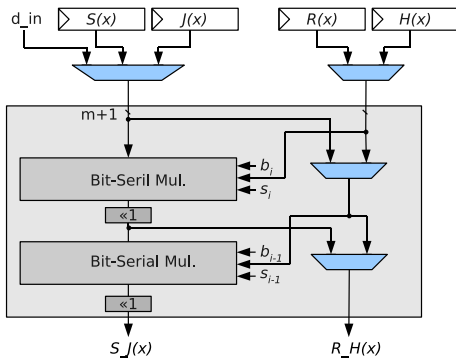 d_in
S(x)
J(x)
R(x)
H(x)
m+1
Bit-Seril Mul.
b_i
s_i
«1
Bit-Serial Mul.
b_i-1
s_i-1
«1
S_J(x)
R_H(x)